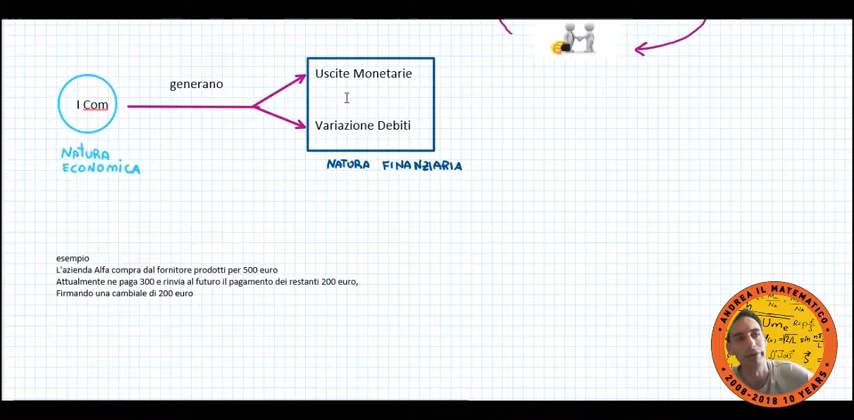 generano
Uscite Monetarie
I Com
Variazione Debiti
NATURA
ECONOMICA
NATURA FINANZIARIA
esempio
L'azienda Alfa compra dal fornitore prodotti per 500 euro
Attualmente ne paga 300 e rinvia al futuro il pagamento dei restanti 200 euro,
Firmando una cambiale di 200 euro
ANDREA IL MATEMATICO
2008-2018 10 YEARS